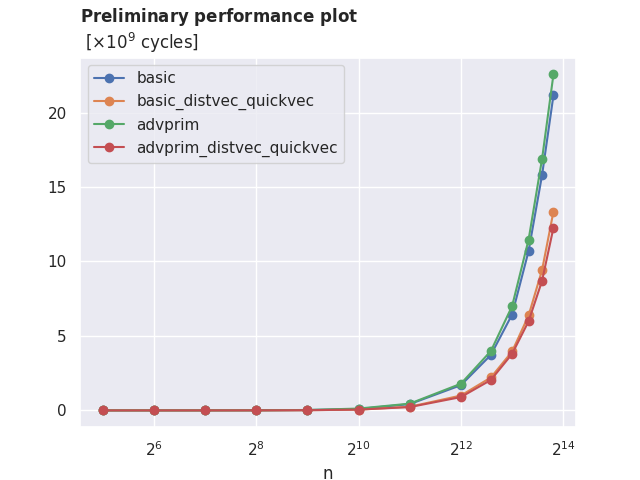 Preliminary performance plot
[×10⁹ cycles]
basic
basic_distvec_quickvec
advprim
advprim_distvec_quickvec
20
15
10
5
0
2⁶ 2⁸ 2¹⁰ 2¹² 2¹⁴
n